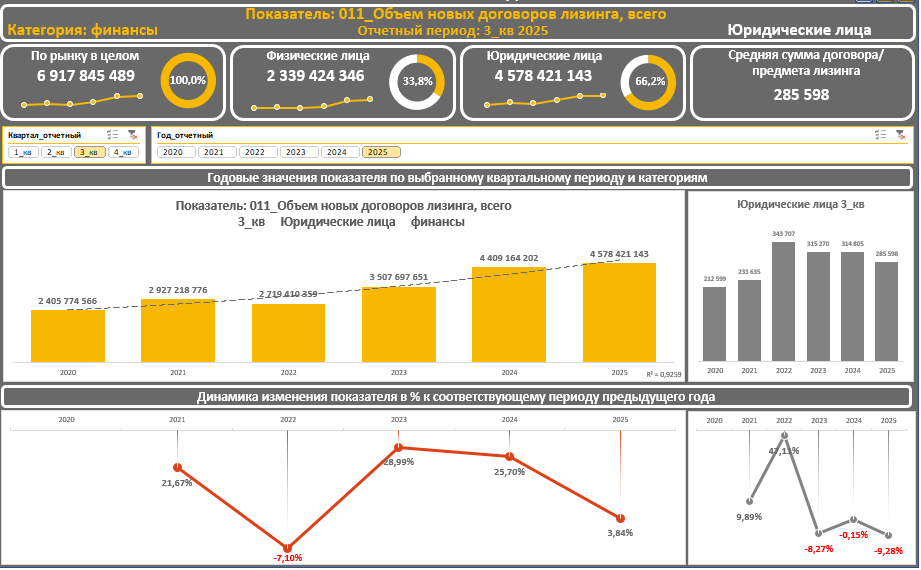 Показатель: 011_Объем новых договоров лизинга, всего
Категория: финансы
Отчетный период: 3_кв 2025
Юридические лица
По рынку в целом
6 917 845 489
100,0%
Физические лица
2 339 424 346
33,8%
Юридические лица
4 578 421 143
66,2%
Средняя сумма договора/
предмета лизинга
285 598
Квартал_отчетный
1_кв 2_кв 3_кв 4_кв
Год_отчетный
2020 2021 2022 2023 2024 2025
Годовые значения показателя по выбранному квартальному периоду и категориям
Показатель: 011_Объем новых договоров лизинга, всего
3_кв Юридические лица финансы
2 405 774 566
2 927 218 776
2 719 410 359
3 507 697 651
4 409 164 202
4 578 421 143
2020 2021 2022 2023 2024 2025
R² = 0,9259
Юридические лица 3_кв
212 599
233 635
343 707
315 270
314 805
285 598
2020 2021 2022 2023 2024 2025
Динамика изменения показателя в % к соответствующему периоду предыдущего года
2020 2021 2022 2023 2024 2025
21,67%
-7,10%
28,99%
25,70%
3,84%
2020 2021 2022 2023 2024 2025
9,89%
47,11%
-8,27%
-0,15%
-9,28%